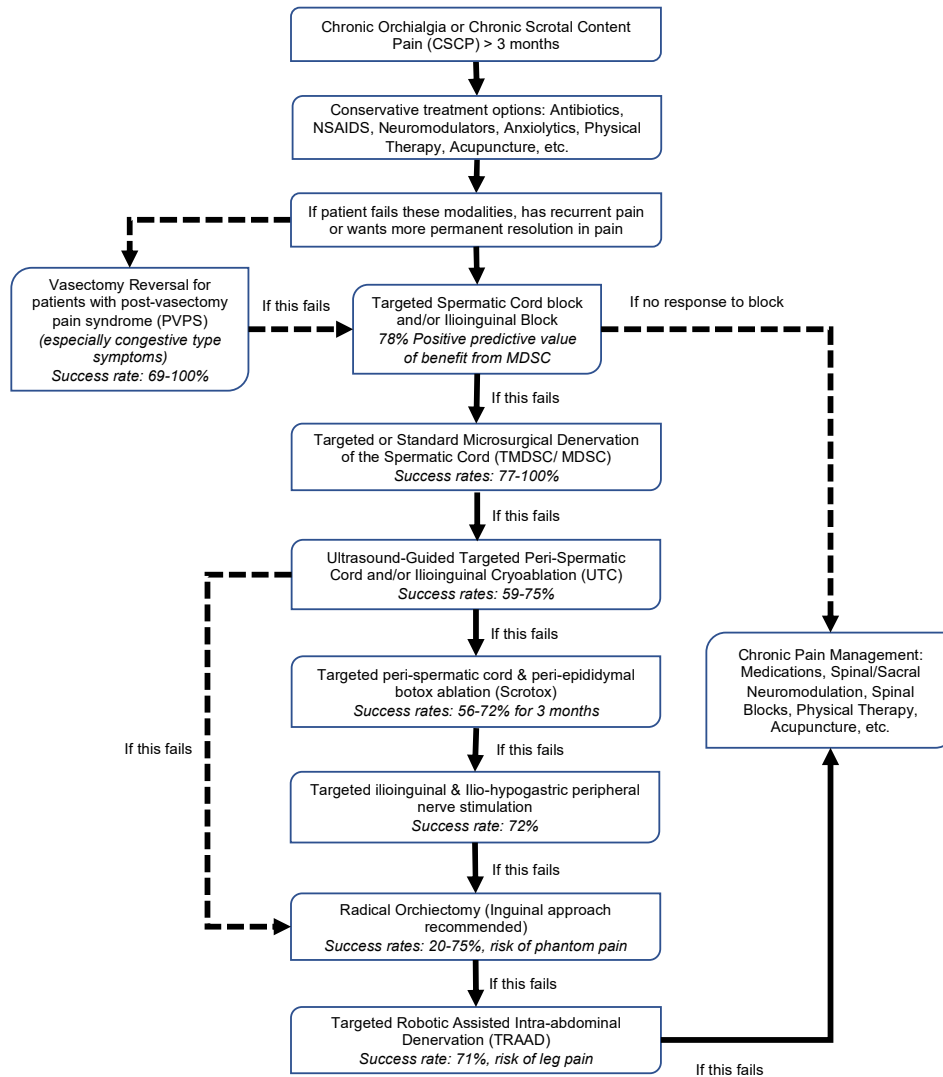 Chronic Orchialgia or Chronic Scrotal Content
Pain (CSCP) > 3 months
Conservative treatment options: Antibiotics,
NSAIDS, Neuromodulators, Anxiolytics, Physical
Therapy, Acupuncture, etc.
If patient fails these modalities, has recurrent pain
or wants more permanent resolution in pain
Vasectomy Reversal for
patients with post-vasectomy
pain syndrome (PVPS)
(especially congestive type
symptoms)
Success rate: 69-100%
If this fails
Targeted Spermatic Cord block
and/or Ilioinguinal Block
78% Positive predictive value
of benefit from MDSC
If no response to block
If this fails
Targeted or Standard Microsurgical Denervation
of the Spermatic Cord (TMDSC/ MDSC)
Success rates: 77-100%
If this fails
Ultrasound-Guided Targeted Peri-Spermatic
Cord and/or Ilioinguinal Cryoablation (UTC)
Success rates: 59-75%
If this fails
Targeted peri-spermatic cord & peri-epididymal
botox ablation (Scrotox)
Success rates: 56-72% for 3 months
Chronic Pain Management:
Medications, Spinal/Sacral
Neuromodulation, Spinal
Blocks, Physical Therapy,
Acupuncture, etc.
If this fails
If this fails
Targeted ilioinguinal & Ilio-hypogastric peripheral
nerve stimulation
Success rate: 72%
If this fails
Radical Orchiectomy (Inguinal approach
recommended)
Success rates: 20-75%, risk of phantom pain
If this fails
Targeted Robotic Assisted Intra-abdominal
Denervation (TRAAD)
Success rate: 71%, risk of leg pain
If this fails